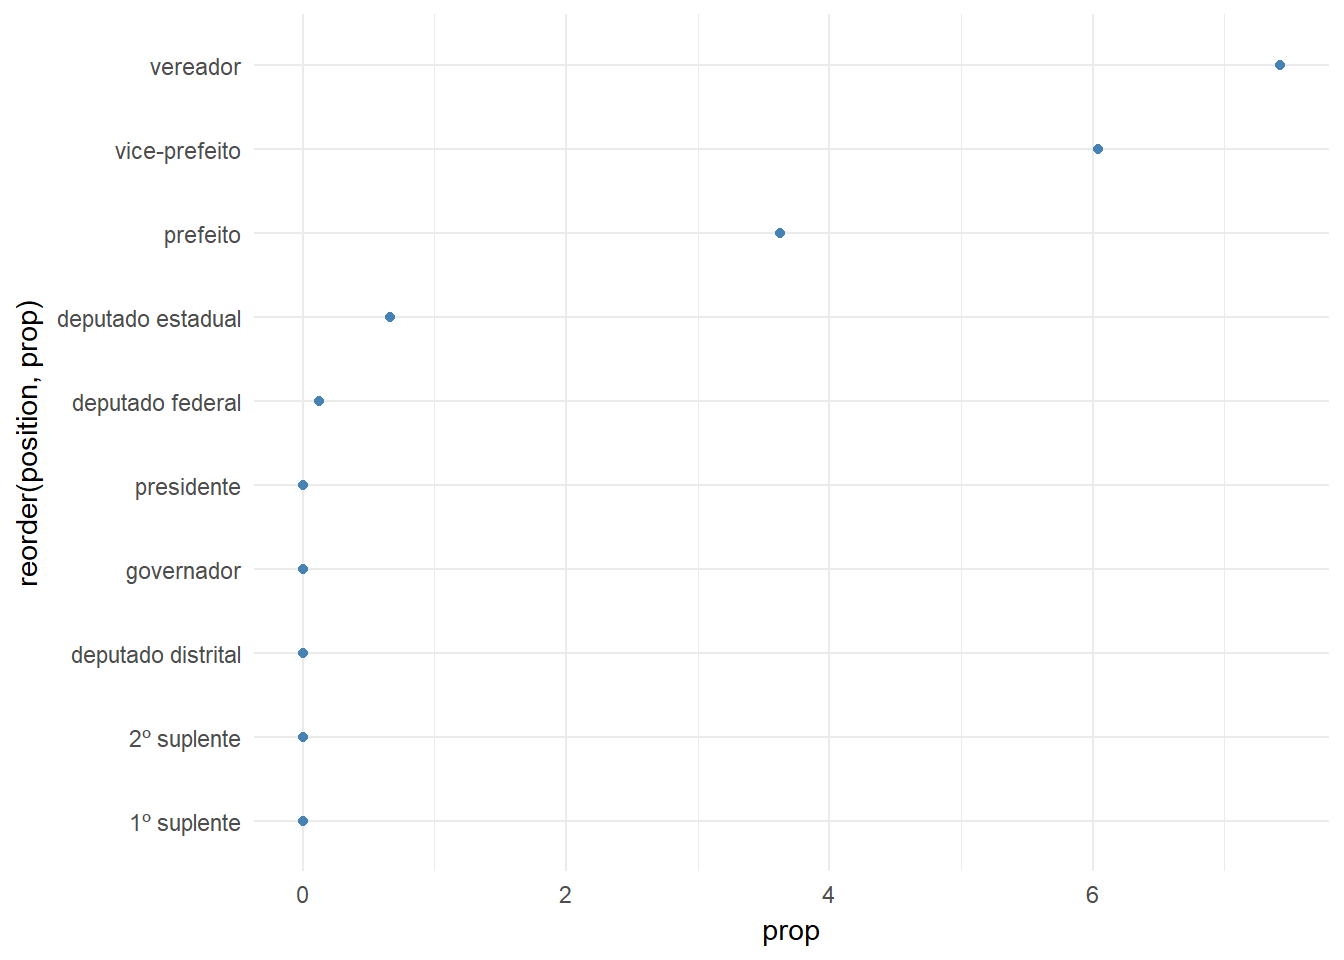 vereador
vice-prefeito
prefeito
deputado estadual
deputado federal
presidente
governador
deputado distrital
2º suplente
1º suplente
reorder(position, prop)
0 2 4 6
prop